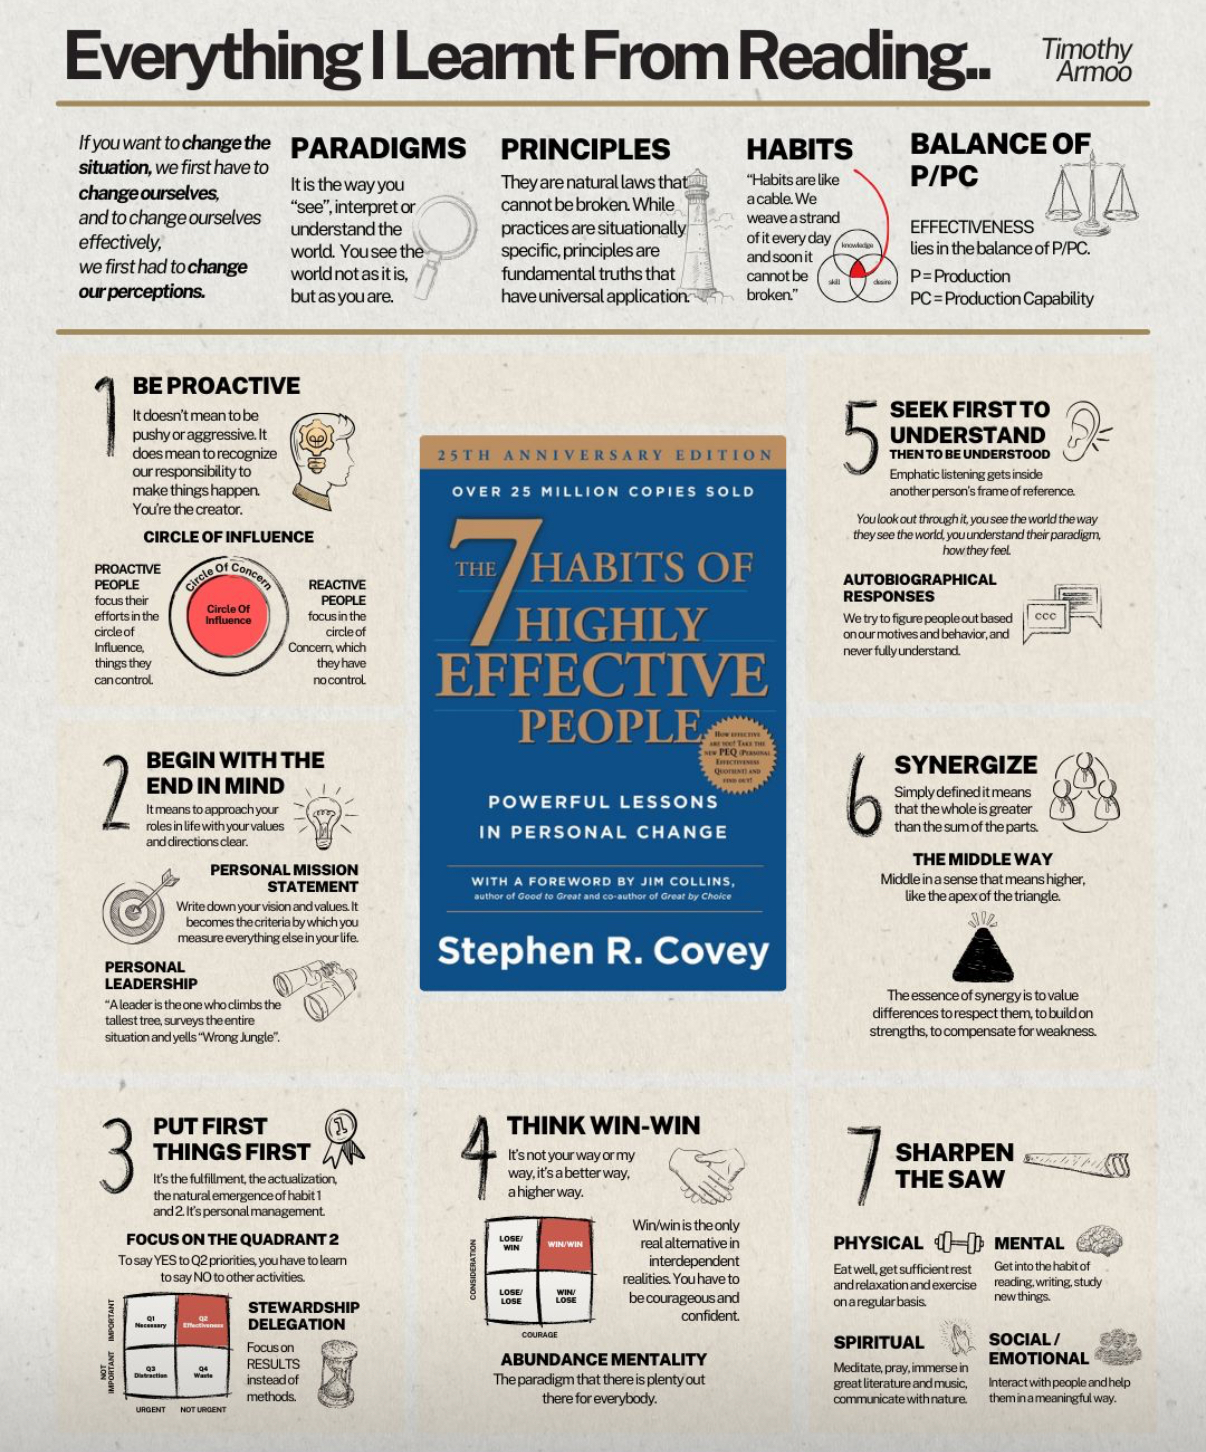 Everything I Learnt From Reading..
Timothy
Armoo
If you want to change the
situation, we first have to
change ourselves,
and to change ourselves
effectively,
we first had to change
our perceptions.
PARADIGMS
It is the way you
“see”, interpret or
understand the
world. You see the
world not as it is,
but as you are.
PRINCIPLES
They are natural laws that
cannot be broken. While
practices are situationally
specific, principles are
fundamental truths that
have universal application.
HABITS
“Habits are like
a cable. We
weave a strand
of it every day
and soon it
cannot be
broken.”
knowledge
skill
desire
BALANCE OF
P/PC
EFFECTIVENESS
lies in the balance of P/PC.
P = Production
PC = Production Capability
1
BE PROACTIVE
It doesn’t mean to be
pushy or aggressive. It
does mean to recognize
our responsibility to
make things happen.
You’re the creator.
CIRCLE OF INFLUENCE
PROACTIVE
PEOPLE
focus their
efforts in the
circle of
Influence,
things they
can control.
Circle Of Concern
Circle Of
Influence
REACTIVE
PEOPLE
focus in the
circle of
Concern, which
they have
no control.
2
BEGIN WITH THE
END IN MIND
It means to approach your
roles in life with your values
and directions clear.
PERSONAL MISSION
STATEMENT
Write down your vision and values. It
becomes the criteria by which you
measure everything else in your life.
PERSONAL
LEADERSHIP
“A leader is the one who climbs the
tallest tree, surveys the entire
situation and yells “Wrong Jungle”.
3
PUT FIRST
THINGS FIRST
1
It’s the fulfillment, the actualization,
the natural emergence of habit 1
and 2. It’s personal management.
FOCUS ON THE QUADRANT 2
To say YES to Q2 priorities, you have to learn
to say NO to other activities.
IMPORTANT
NOT
IMPORTANT
Q1
Necessary
Q2
Effectiveness
Q3
Distraction
Q4
Waste
URGENT
NOT URGENT
STEWARDSHIP
DELEGATION
Focus on
RESULTS
instead of
methods.
25TH ANNIVERSARY EDITION
OVER 25 MILLION COPIES SOLD
THE 7 HABITS OF
HIGHLY
EFFECTIVE
PEOPLE
HOW EFFECTIVE
ARE YOU? TAKE THE
NEW PEQ (PERSONAL
EFFECTIVENESS
QUOTIENT) AND
FIND OUT!
POWERFUL LESSONS
IN PERSONAL CHANGE
WITH A FOREWORD BY JIM COLLINS,
author of Good to Great and co-author of Great by Choice
Stephen R. Covey
4
THINK WIN-WIN
It’s not your way or my
way, it’s a better way,
a higher way.
CONSIDERATION
LOSE/
WIN
WIN/WIN
LOSE/
LOSE
WIN/
LOSE
COURAGE
Win/win is the only
real alternative in
interdependent
realities. You have to
be courageous and
confident.
ABUNDANCE MENTALITY
The paradigm that there is plenty out
there for everybody.
5
SEEK FIRST TO
UNDERSTAND
THEN TO BE UNDERSTOOD
Emphatic listening gets inside
another person’s frame of reference.
You look out through it, you see the world the way
they see the world, you understand their paradigm,
how they feel.
AUTOBIOGRAPHICAL
RESPONSES
We try to figure people out based
on our motives and behavior, and
never fully understand.
6
SYNERGIZE
Simply defined it means
that the whole is greater
than the sum of the parts.
THE MIDDLE WAY
Middle in a sense that means higher,
like the apex of the triangle.
The essence of synergy is to value
differences to respect them, to build on
strengths, to compensate for weakness.
7
SHARPEN
THE SAW
PHYSICAL
Eat well, get sufficient rest
and relaxation and exercise
on a regular basis.
MENTAL
Get into the habit of
reading, writing, study
new things.
SPIRITUAL
Meditate, pray, immerse in
great literature and music,
communicate with nature.
SOCIAL /
EMOTIONAL
Interact with people and help
them in a meaningful way.